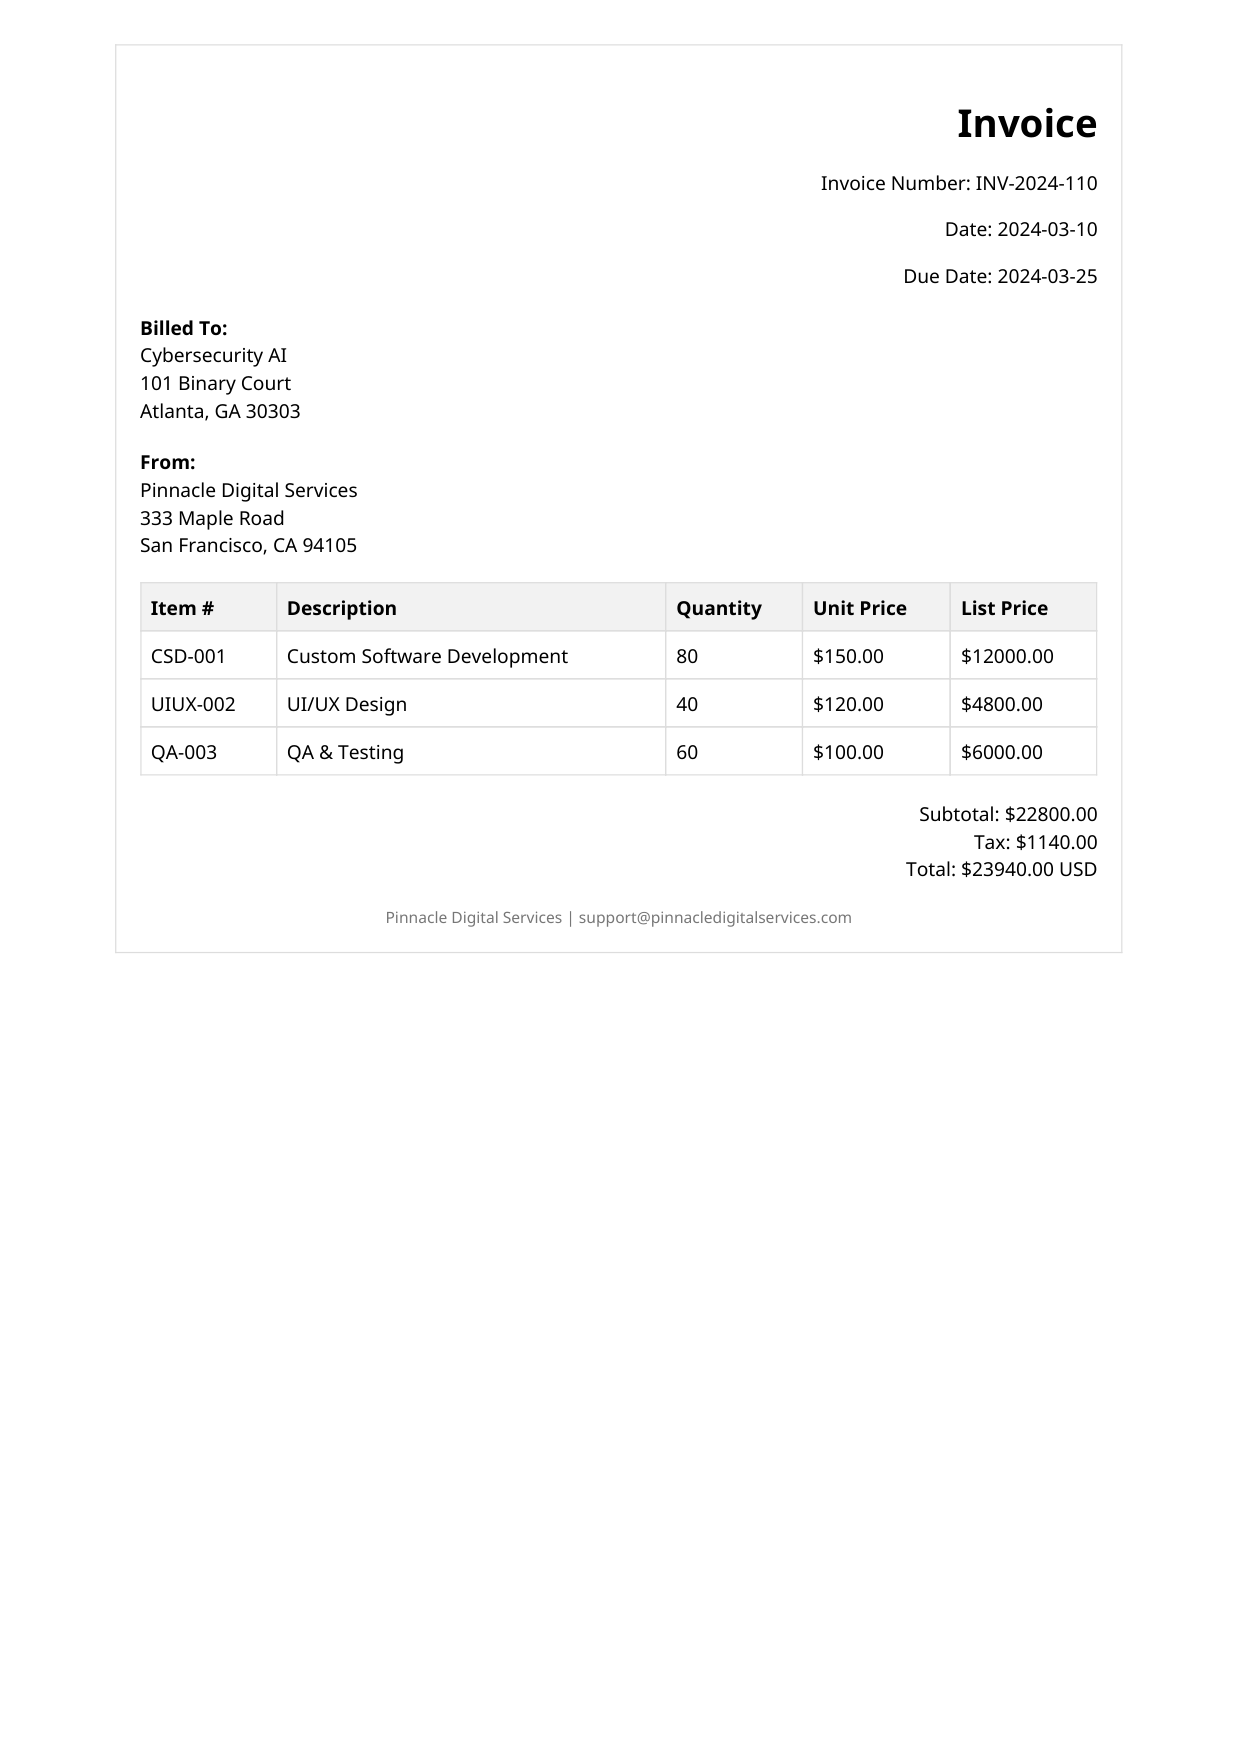 Invoice
Invoice Number: INV-2024-110
Date: 2024-03-10
Due Date: 2024-03-25
Billed To:
Cybersecurity AI
101 Binary Court
Atlanta, GA 30303
From:
Pinnacle Digital Services
333 Maple Road
San Francisco, CA 94105
Item # Description Quantity Unit Price List Price
CSD-001 Custom Software Development 80 $150.00 $12000.00
UIUX-002 UI/UX Design 40 $120.00 $4800.00
QA-003 QA & Testing 60 $100.00 $6000.00
Subtotal: $22800.00
Tax: $1140.00
Total: $23940.00 USD
Pinnacle Digital Services | support@pinnacledigitalservices.com